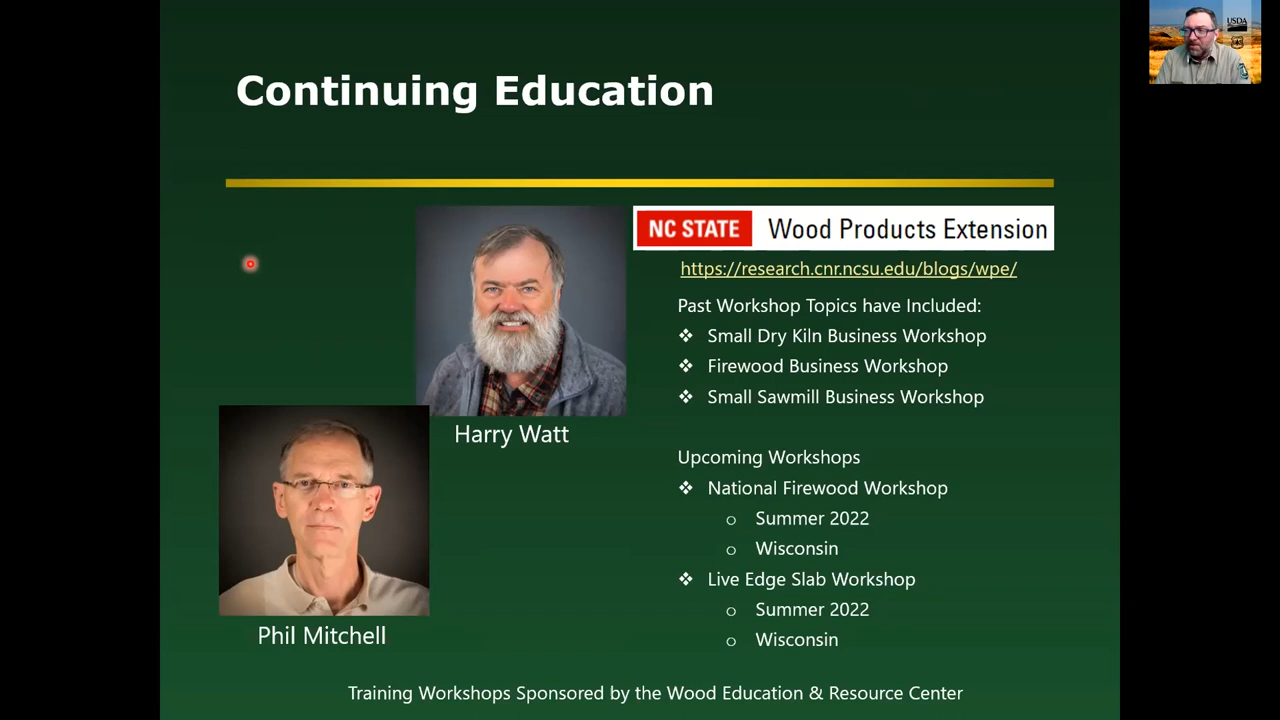 Continuing Education
USDA
NC STATE Wood Products Extension
https://research.cnr.ncsu.edu/blogs/wpe/
Past Workshop Topics have Included:
❖ Small Dry Kiln Business Workshop
❖ Firewood Business Workshop
❖ Small Sawmill Business Workshop
Harry Watt
Upcoming Workshops
❖ National Firewood Workshop
o Summer 2022
o Wisconsin
❖ Live Edge Slab Workshop
o Summer 2022
o Wisconsin
Phil Mitchell
Training Workshops Sponsored by the Wood Education & Resource Center